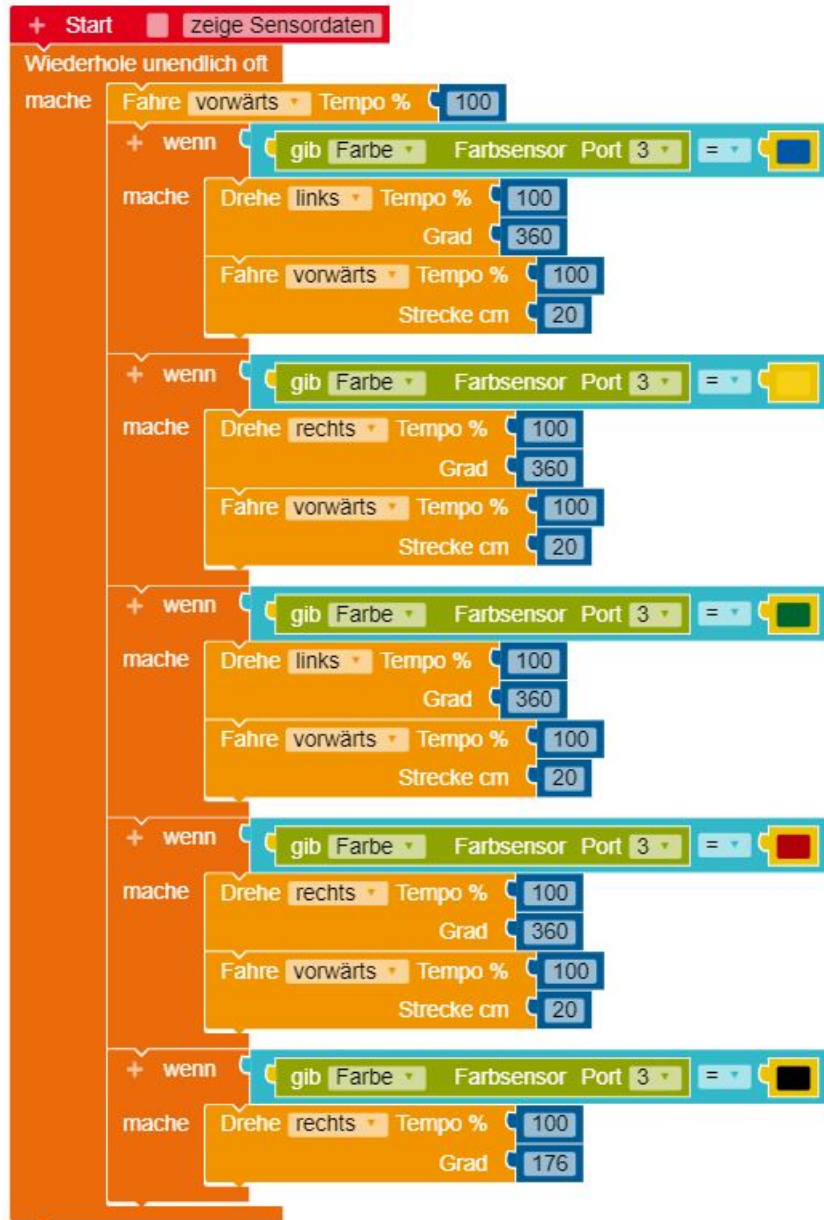 + Start zeige Sensordaten
Wiederhole unendlich oft
mache Fahre vorwärts Tempo % 100
+ wenn gib Farbe Farbsensor Port 3 =
mache Drehe links Tempo % 100
Grad 360
Fahre vorwärts Tempo % 100
Strecke cm 20
+ wenn gib Farbe Farbsensor Port 3 =
mache Drehe rechts Tempo % 100
Grad 360
Fahre vorwärts Tempo % 100
Strecke cm 20
+ wenn gib Farbe Farbsensor Port 3 =
mache Drehe links Tempo % 100
Grad 360
Fahre vorwärts Tempo % 100
Strecke cm 20
+ wenn gib Farbe Farbsensor Port 3 =
mache Drehe rechts Tempo % 100
Grad 360
Fahre vorwärts Tempo % 100
Strecke cm 20
+ wenn gib Farbe Farbsensor Port 3 =
mache Drehe rechts Tempo % 100
Grad 176